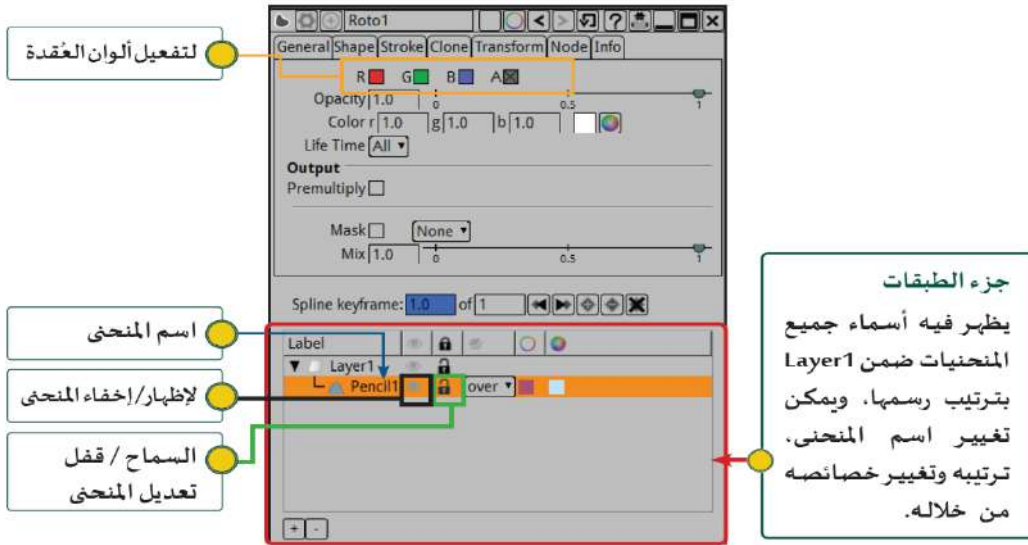 Roto1
General Shape Stroke Clone Transform Node Info
لتفعيل ألوان العُقدة
R G B A
Opacity 1.0 0 0.5 1
Color r 1.0 g 1.0 b 1.0
Life Time All
Output
Premultiply
Mask None
Mix 1.0 0 0.5 1
Spline keyframe: 1.0 of 1
Label
Layer1
Pencil1 over
+ -
اسم المنحنى
لإظهار/إخفاء المنحنى
السماح / قفل
تعديل المنحنى
جزء الطبقات
يظهر فيه أسماء جميع
المنحنيات ضمن Layer1
بترتيب رسمها، ويمكن
تغيير اسم المنحنى،
ترتيبه وتغيير خصائصه
من خلاله.